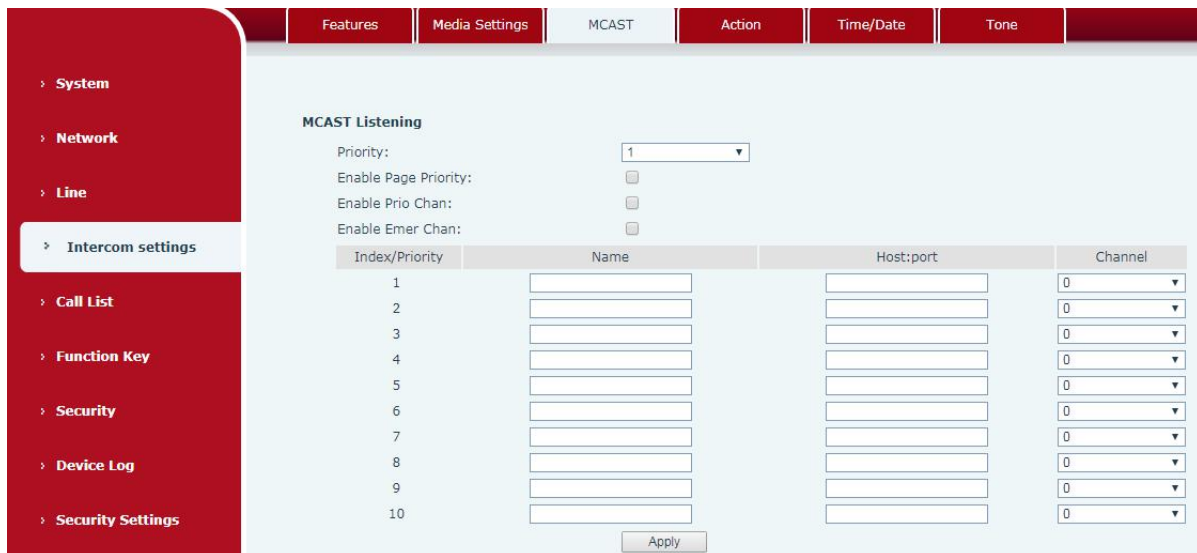 Features Media Settings MCAST Action Time/Date Tone
› System
› Network
› Line
› Intercom settings
› Call List
› Function Key
› Security
› Device Log
› Security Settings
MCAST Listening
Priority: 1
Enable Page Priority:
Enable Prio Chan:
Enable Emer Chan:
Index/Priority Name Host:port Channel
1 0
2 0
3 0
4 0
5 0
6 0
7 0
8 0
9 0
10 0
Apply